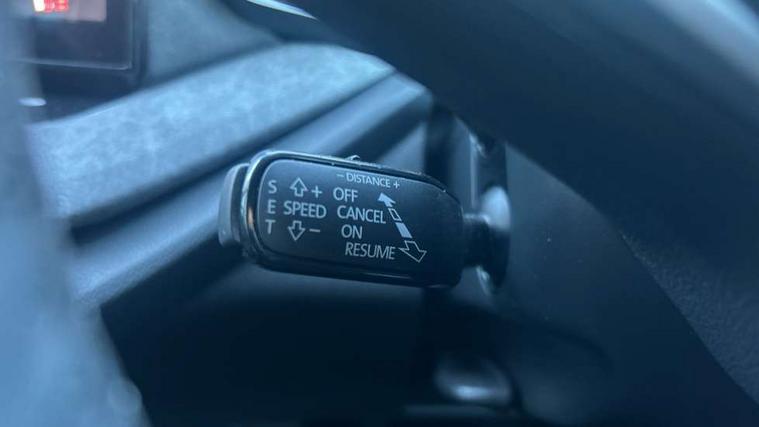 - DISTANCE +
S + OFF
E SPEED CANCEL
T - ON
RESUME